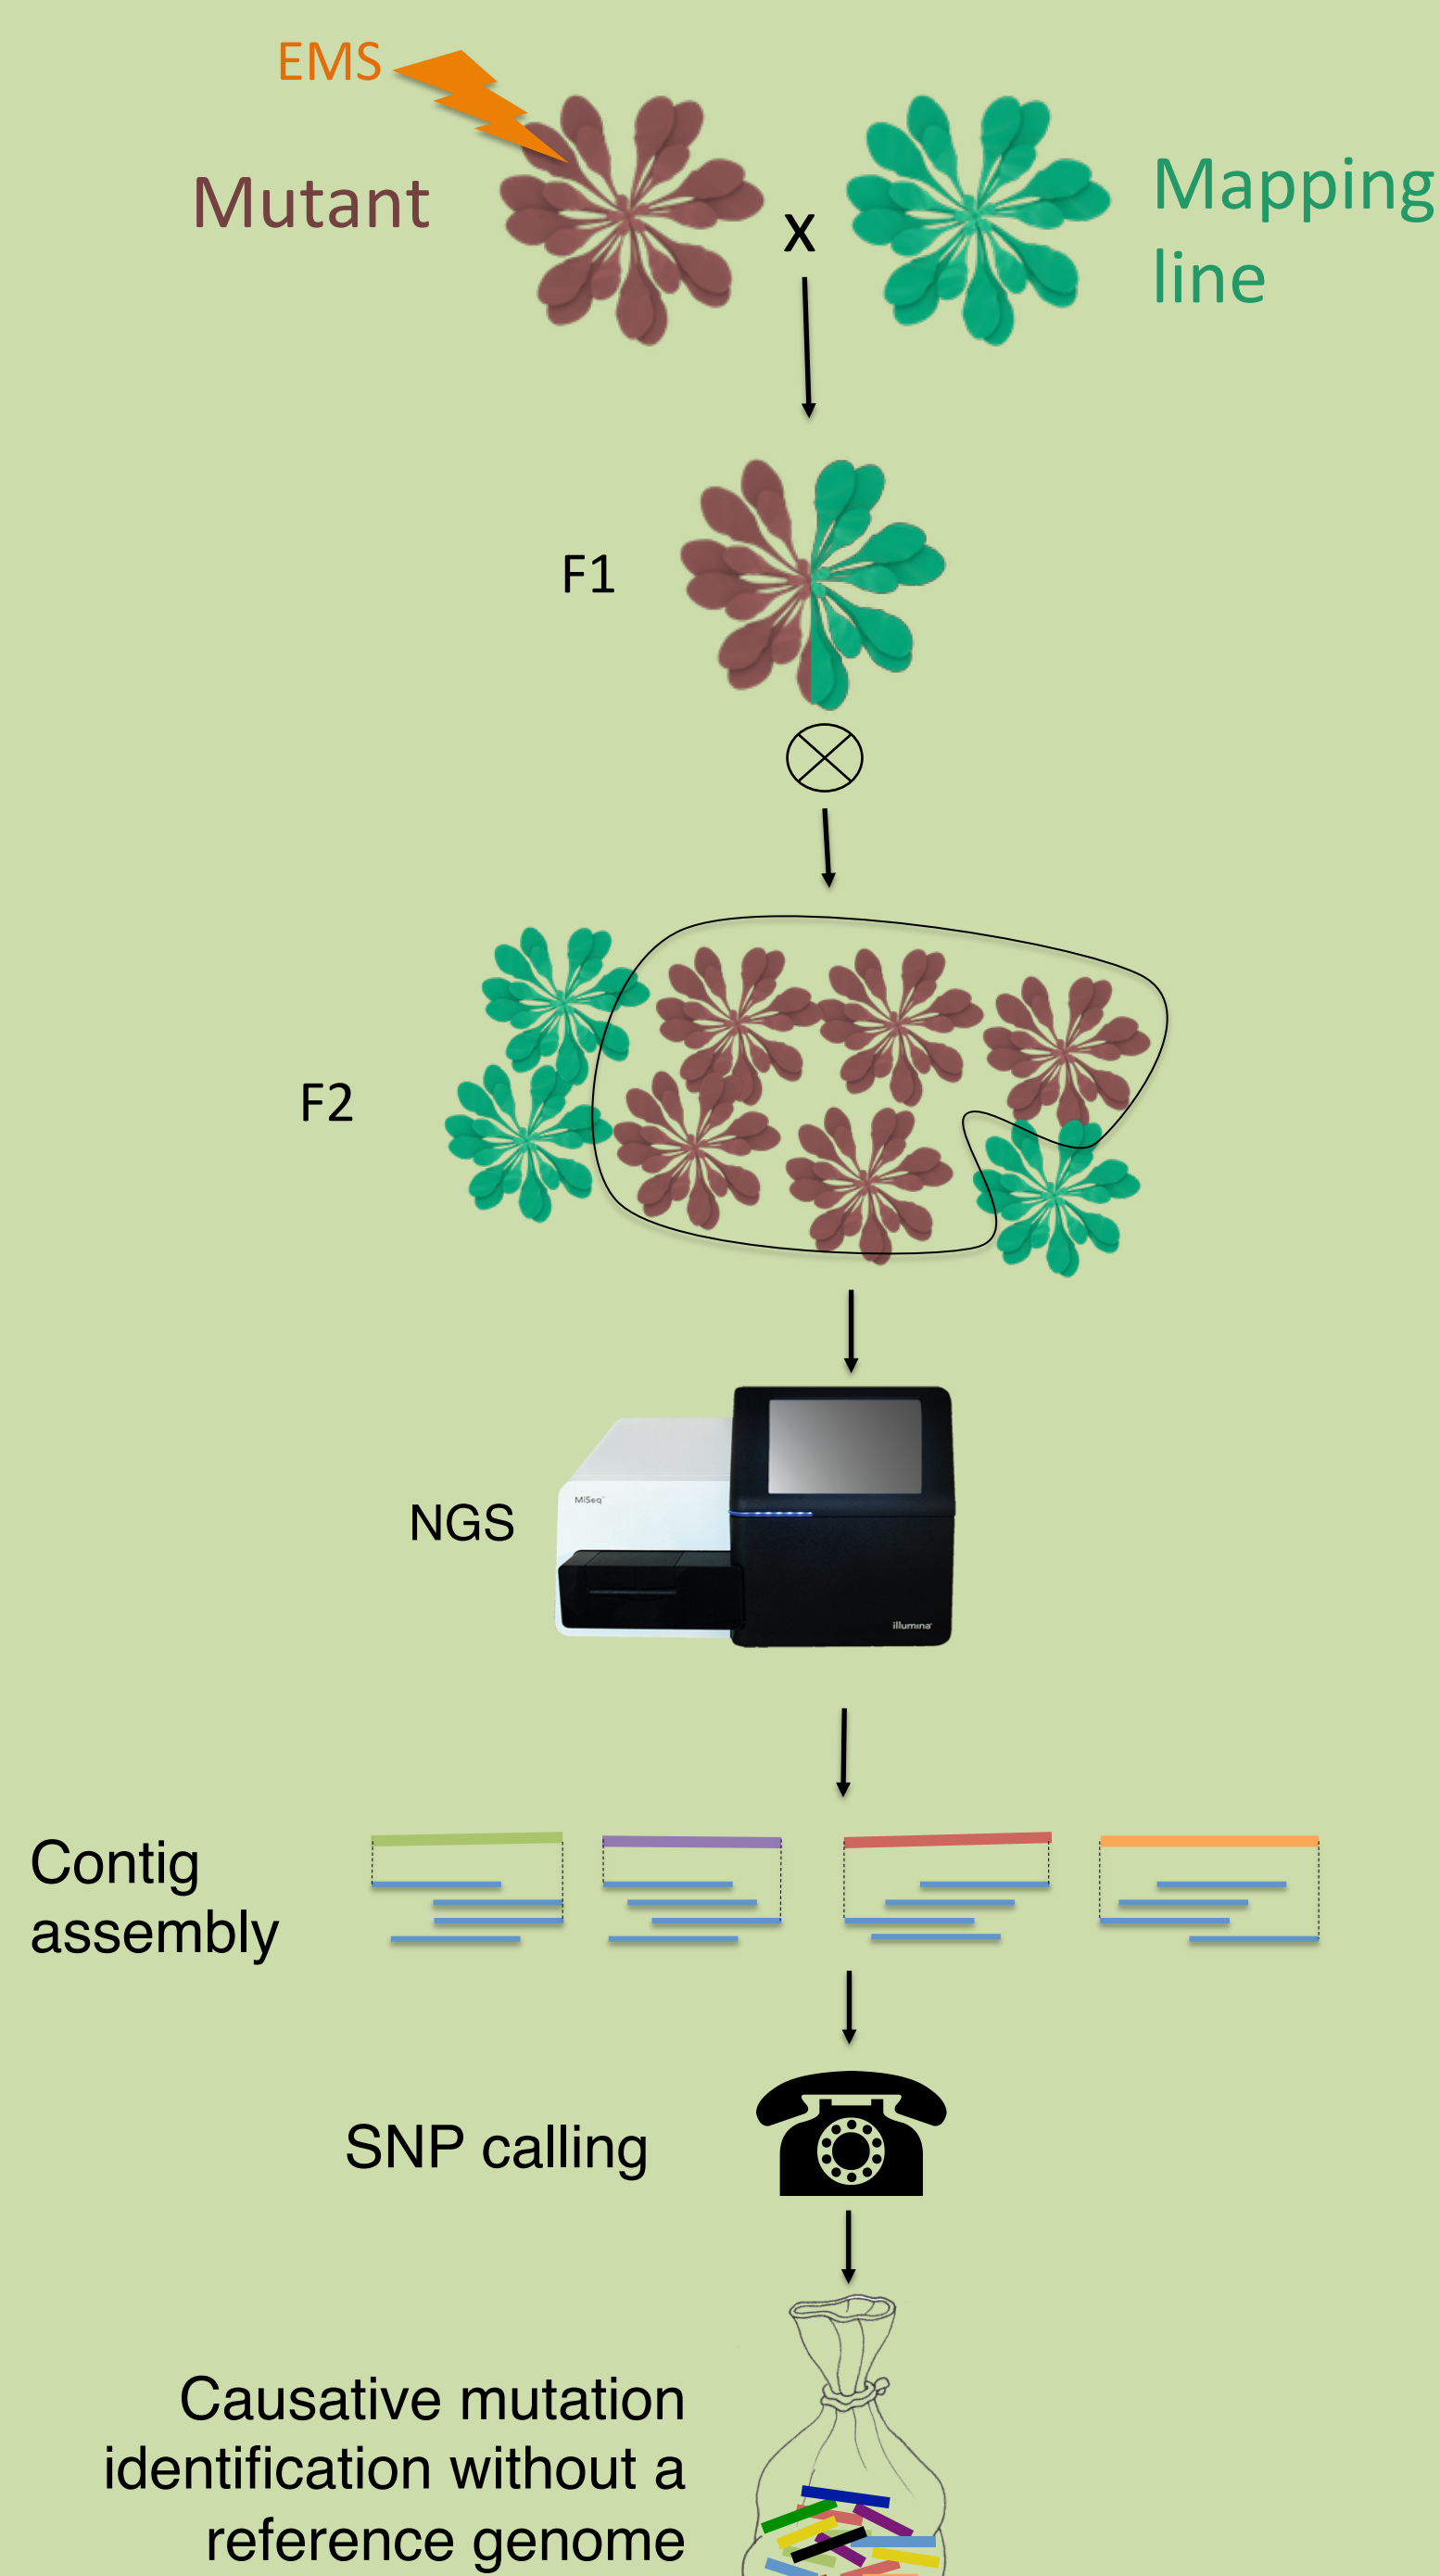 EMS
Mutant
x
Mapping
line
F1
F2
NGS
MiSeq
illumina
Contig
assembly
SNP calling
Causative mutation
identification without a
reference genome